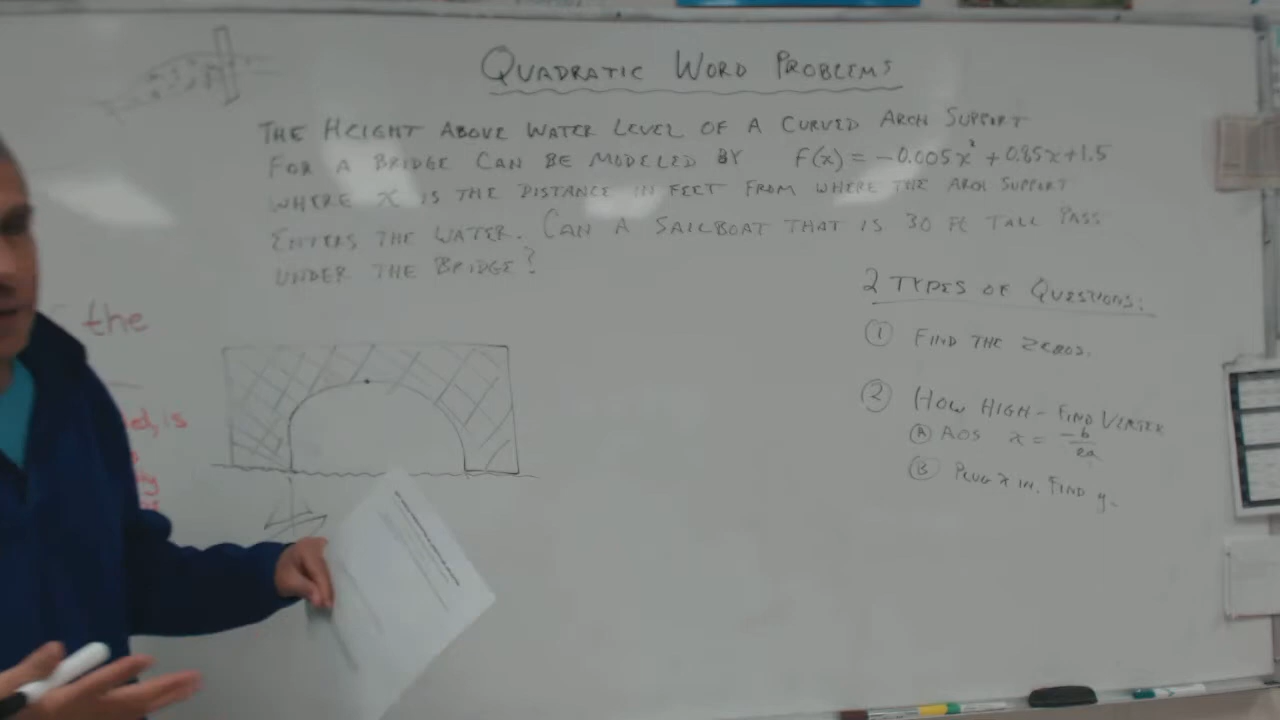 QUADRATIC WORD PROBLEMS
THE HEIGHT ABOVE WATER LEVEL OF A CURVED ARCH SUPPORT
FOR A BRIDGE CAN BE MODELED BY F(x) = -0.005x² + 0.85x + 1.5
WHERE X IS THE DISTANCE IN FEET FROM WHERE THE ARCH SUPPORT
ENTERS THE WATER. CAN A SAILBOAT THAT IS 30 FT TALL PASS
UNDER THE BRIDGE?
2 TYPES OF QUESTIONS:
① FIND THE ZEROS.
② HOW HIGH - FIND VERTEX
Ⓐ AOS x = -b/2a
Ⓑ PLUG X IN. FIND y.
the
ed, is